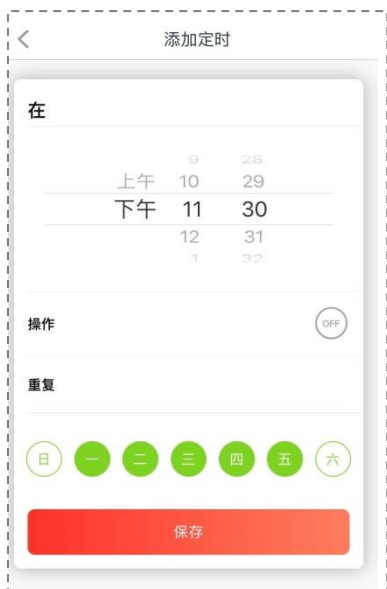 添加定时
在
9 28
上午 10 29
下午 11 30
12 31
1 32
操作 OFF
重复
日 一 二 三 四 五 六
保存